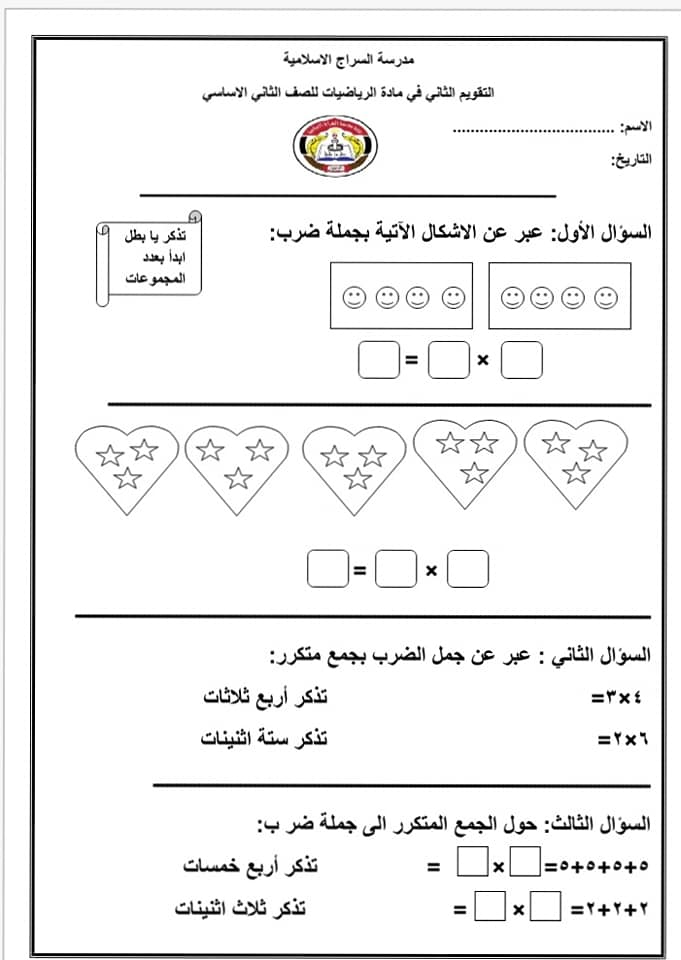 مدرسة السراج الاسلامية
التقويم الثاني في مادة الرياضيات للصف الثاني الاساسي
الاسم: ..................................
التاريخ:
السؤال الأول: عبر عن الاشكال الآتية بجملة ضرب:
تذكر يا بطل
ابدأ بعدد
المجموعات
× =
× =
السؤال الثاني : عبر عن جمل الضرب بجمع متكرر:
٤×٣= تذكر أربع ثلاثات
٦×٢= تذكر ستة اثنينات
السؤال الثالث: حول الجمع المتكرر الى جملة ضر ب:
٥+٥+٥+٥= × = تذكر أربع خمسات
٢+٢+٢= × = تذكر ثلاث اثنينات